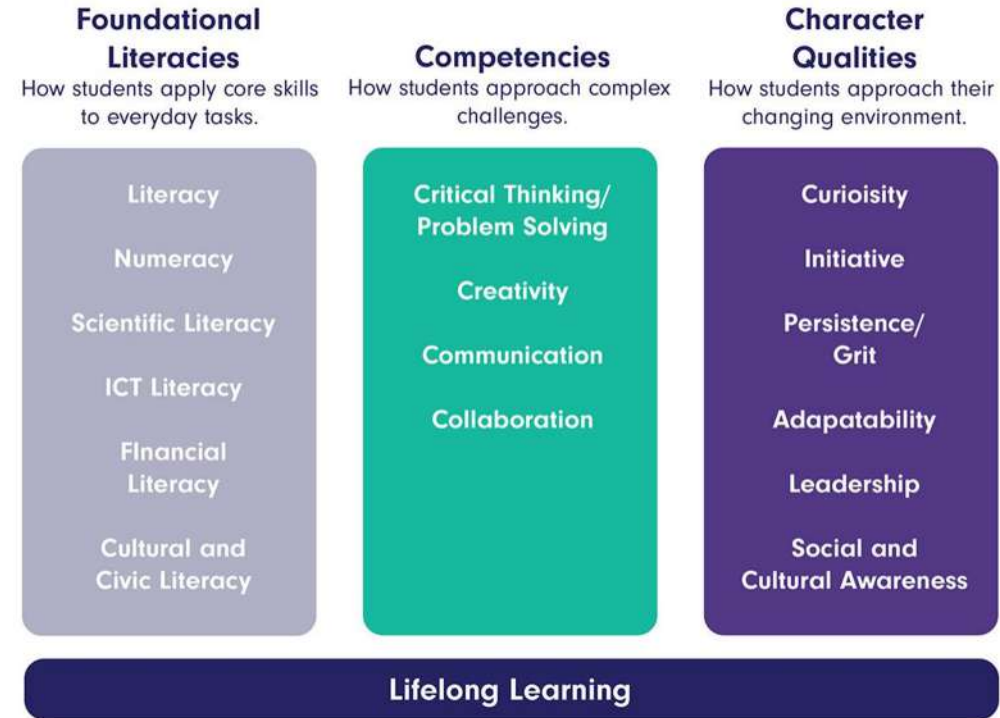 Foundational
Literacies
How students apply core skills
to everyday tasks.
Literacy
Numeracy
Scientific Literacy
ICT Literacy
FInancial
Literacy
Cultural and
Civic Literacy
Competencies
How students approach complex
challenges.
Critical Thinking/
Problem Solving
Creativity
Communication
Collaboration
Character
Qualities
How students approach their
changing environment.
Curioisity
Initiative
Persistence/
Grit
Adapatability
Leadership
Social and
Cultural Awareness
Lifelong Learning